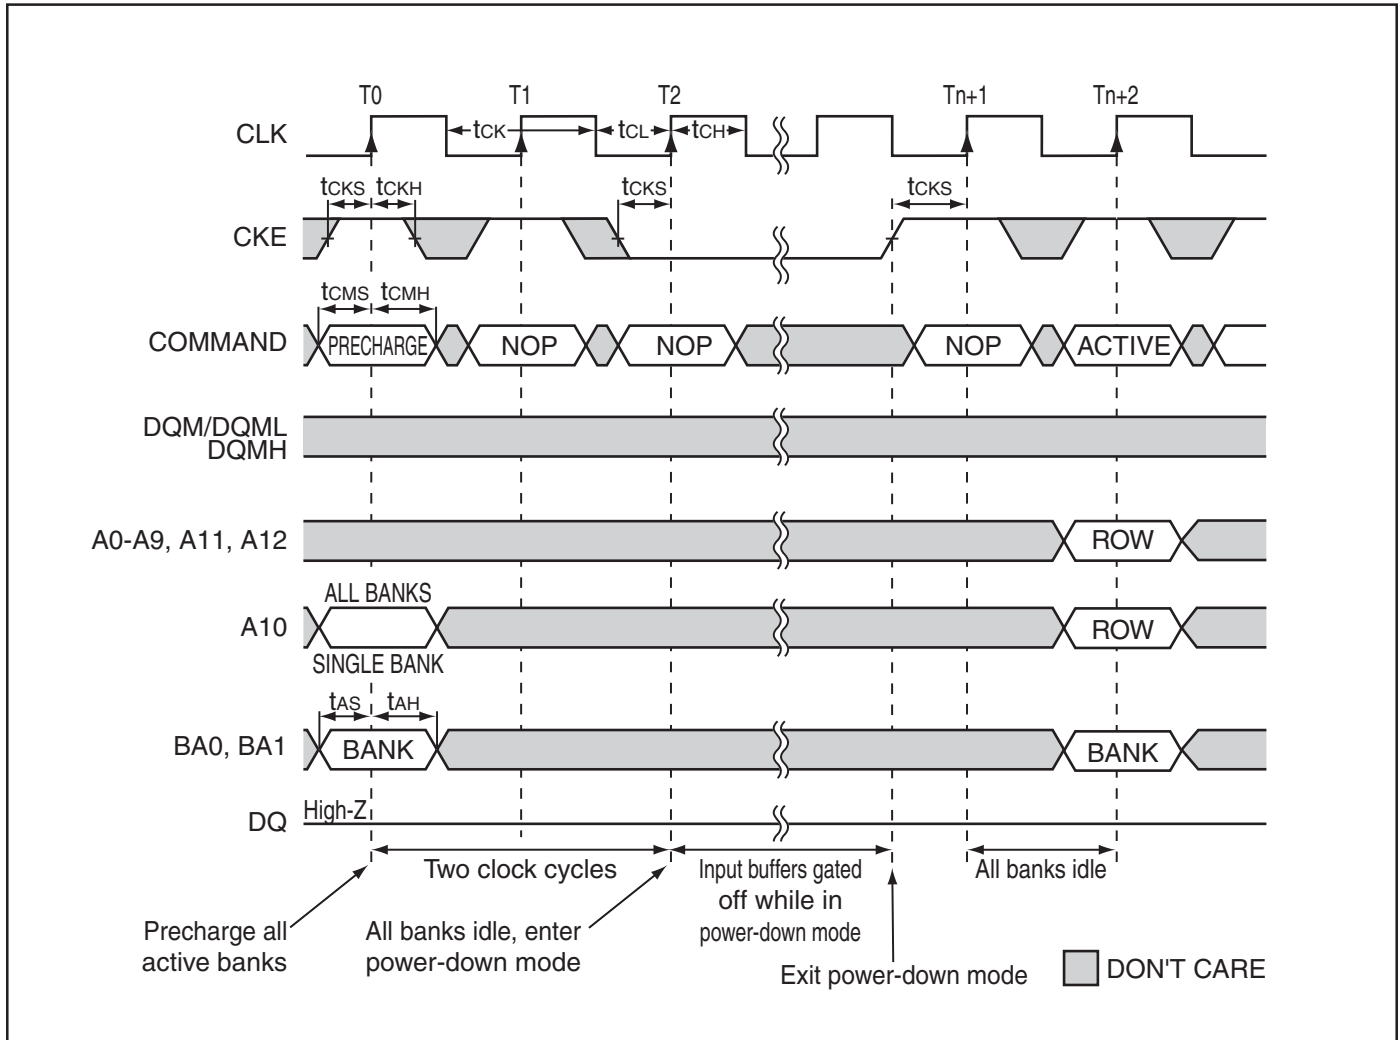 T0 T1 T2 Tn+1 Tn+2
CLK tCK tCL tCH
tCKS tCKH tCKS tCKS
CKE
tCMS tCMH
COMMAND PRECHARGE NOP NOP NOP ACTIVE
DQM/DQML
DQMH
A0-A9, A11, A12 ROW
ALL BANKS
A10 ROW
SINGLE BANK
tAS tAH
BA0, BA1 BANK BANK
DQ High-Z
Two clock cycles
Input buffers gated
off while in
power-down mode
All banks idle
Precharge all
active banks
All banks idle, enter
power-down mode
Exit power-down mode
DON'T CARE